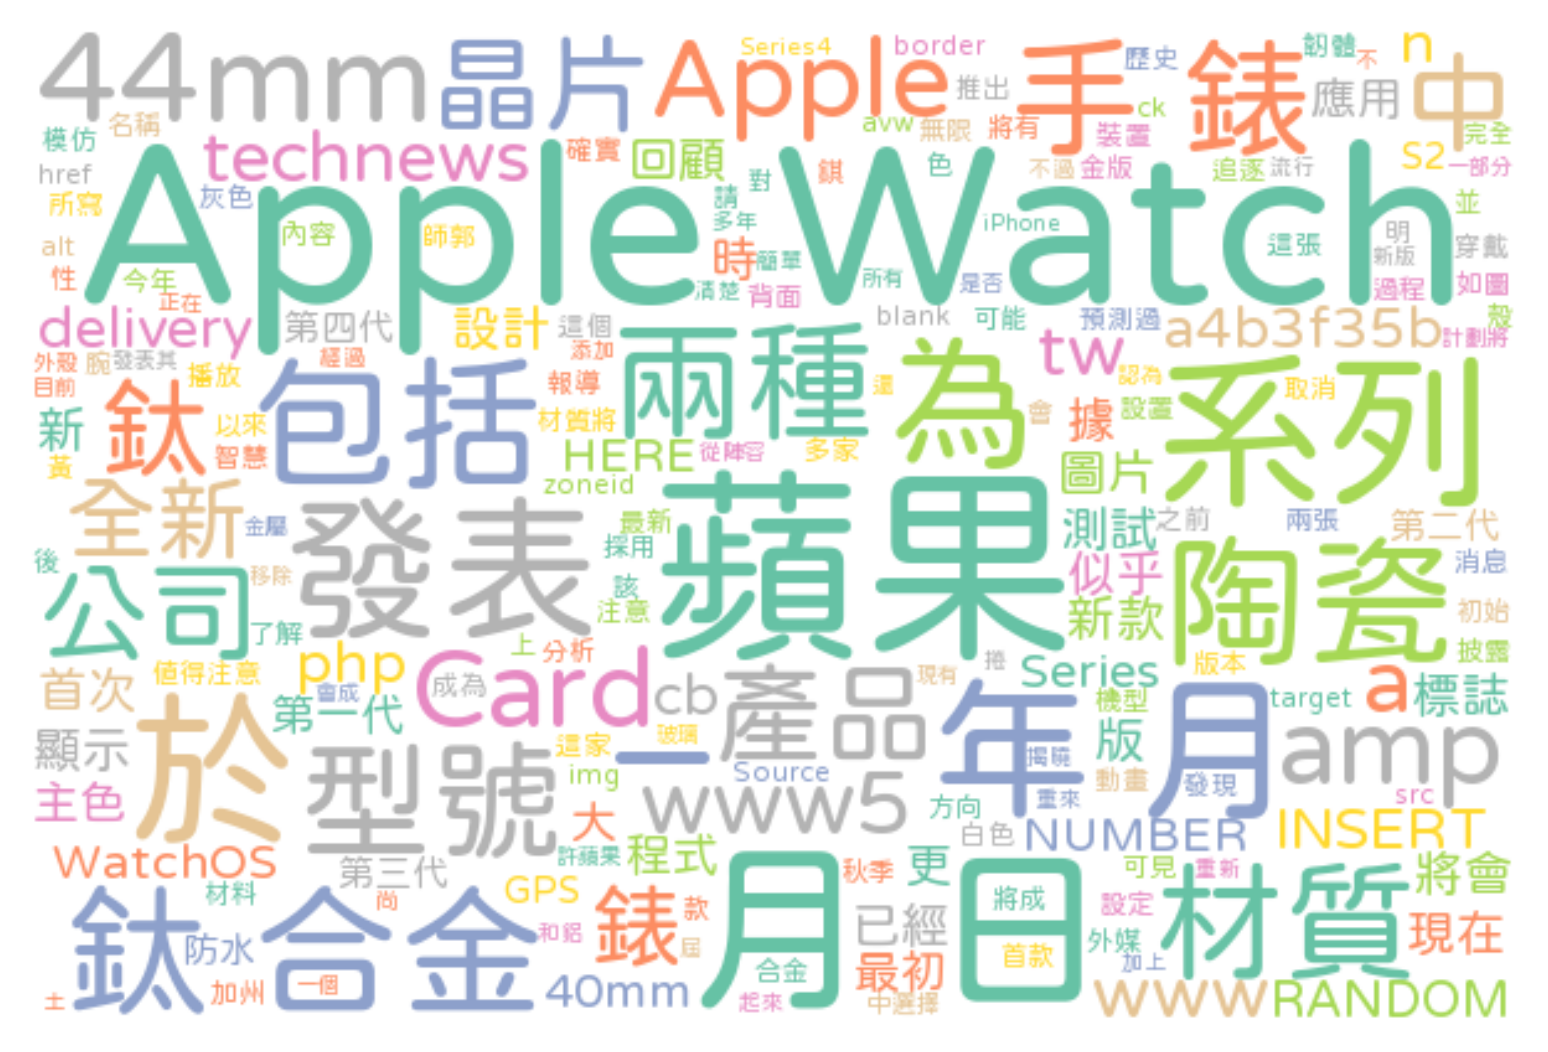 44mm 晶片 Apple Series4 border 推出 手錶 歷史 韌體 不 n 中
模仿 名稱 technews 確實 回顧 avw 無限 將有 ck 裝置 應用 完全
href 灰色 Apple Watch 請 對 錤 色 不過 金版 追逐 流行 S2 一部分
所寫 內容 師郭 多年 iPhone 這張 明 並
alt 今年 時 簡單 所有 是否 新版 穿戴
性 正在 清楚 背面 過程 如圖
delivery 第四代 設計 這個 blank 可能 預測過 a4b3f35b 殼 計劃將
外殼 腕 發表其 經過 添加 兩種 為 tw 系列
目前 鈦 播放 包括 報導 還 認為 取消
新 以來 材質將 會 據 設置
黃 智慧 HERE 從陣容 多家 圖片
全新 金屬 發表 zoneid 蘋果 測試 之前 兩張 第二代
後 公司 移除 最新 採用 似乎 陶瓷 消息
了解 該 注意 新款 初始
首次 值得注意 php 上 分析 Card 成為 cb 產品 現有 捲 Series 版本 披露
於 會成 第一代 年 機型 月 target a 標誌
顯示 型號 這家 一 玻璃 揭曉 版 amp
主色 img Source www5 重來 動畫 發現 src
大 方向 白色 NUMBER INSERT
WatchOS 第三代 許蘋果 程式 月 秋季 更 日 可見 重新 材質 將會
鈦合金 材料 尚 GPS 錶 款 已經 將成 設定 現在
防水 和鋁 屆 合金 最初 首款 外媒
土 加州 一個 40mm 起來 中選擇 加上 www RANDOM